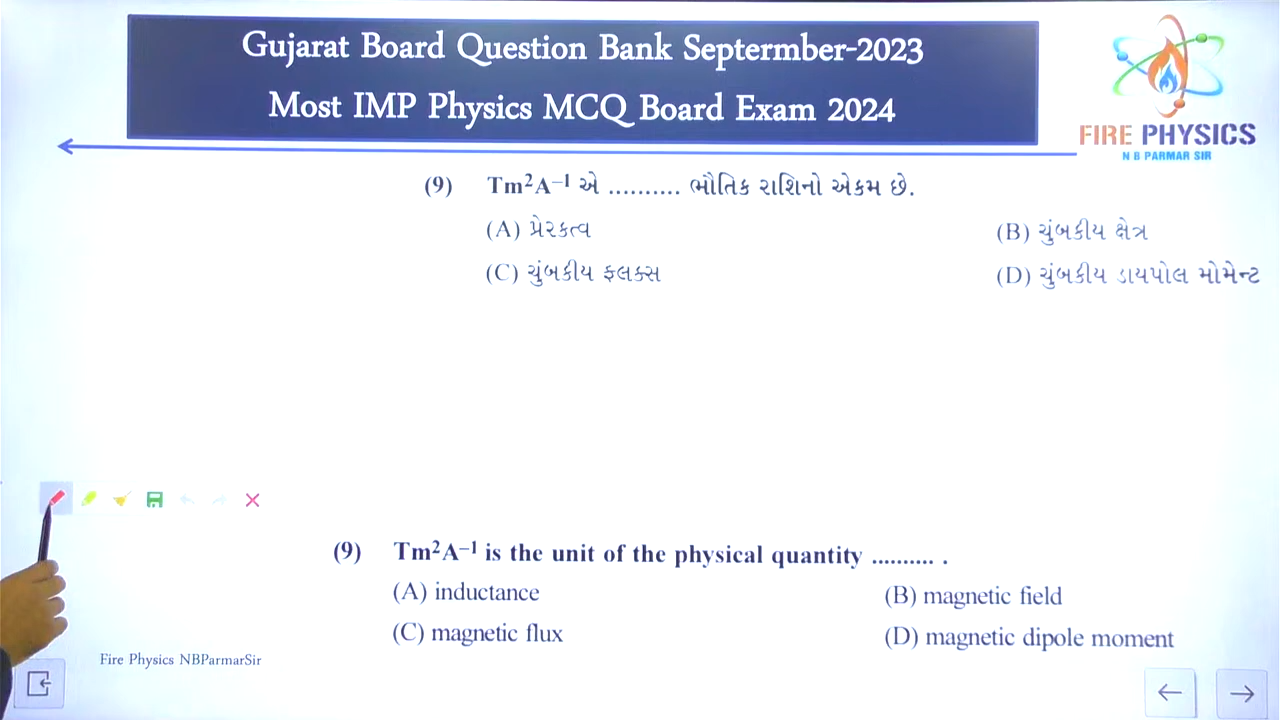 Gujarat Board Question Bank Septermber-2023
Most IMP Physics MCQ Board Exam 2024
FIRE PHYSICS
N B PARMAR SIR
(9) Tm²A⁻¹ એ .......... ભૌતિક રાશિનો એકમ છે.
(A) પ્રેરકત્વ (B) ચુંબકીય ક્ષેત્ર
(C) ચુંબકીય ફ્લક્સ (D) ચુંબકીય ડાયપોલ મોમેન્ટ
(9) Tm²A⁻¹ is the unit of the physical quantity .......... .
(A) inductance (B) magnetic field
(C) magnetic flux (D) magnetic dipole moment
Fire Physics NBParmarSir